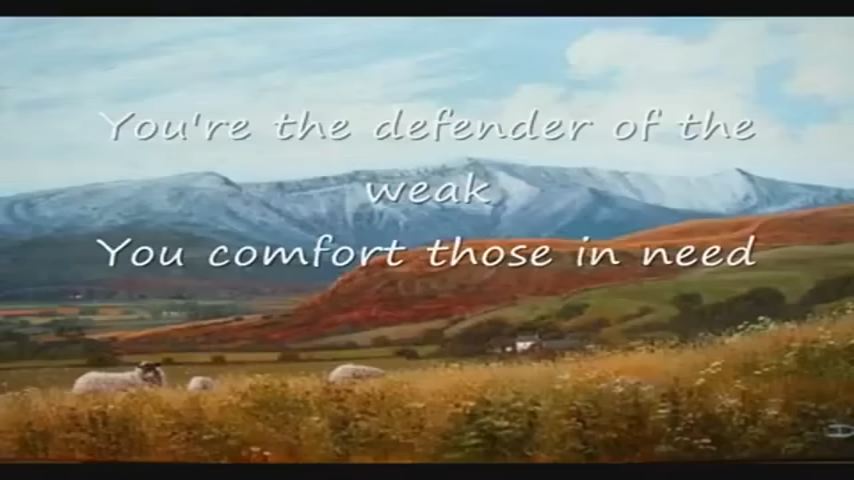 You're the defender of the
weak
You comfort those in need